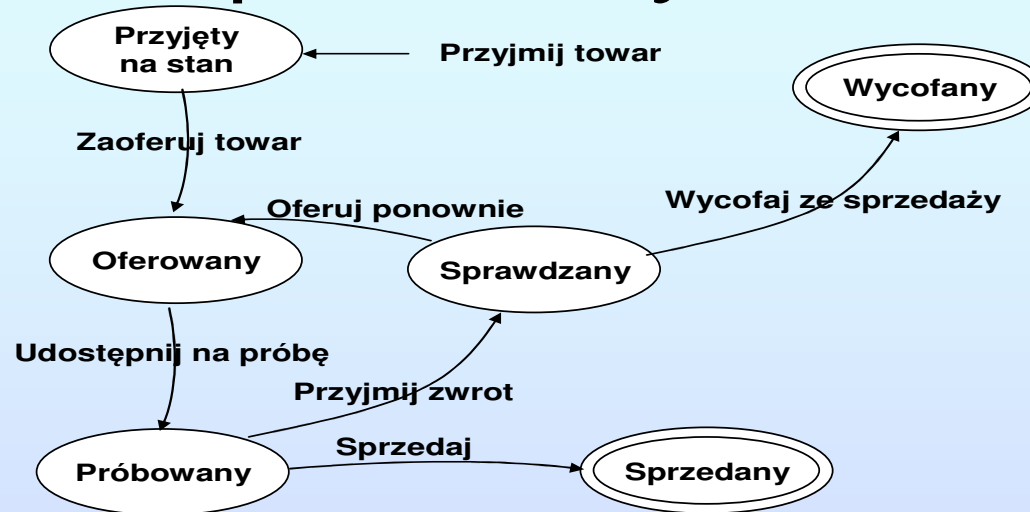 Przyjęty
na stan
Przyjmij towar
Wycofany
Zaoferuj towar
Wycofaj ze sprzedaży
Oferuj ponownie
Oferowany
Sprawdzany
Udostępnij na próbę
Przyjmij zwrot
Sprzedaj
Próbowany
Sprzedany